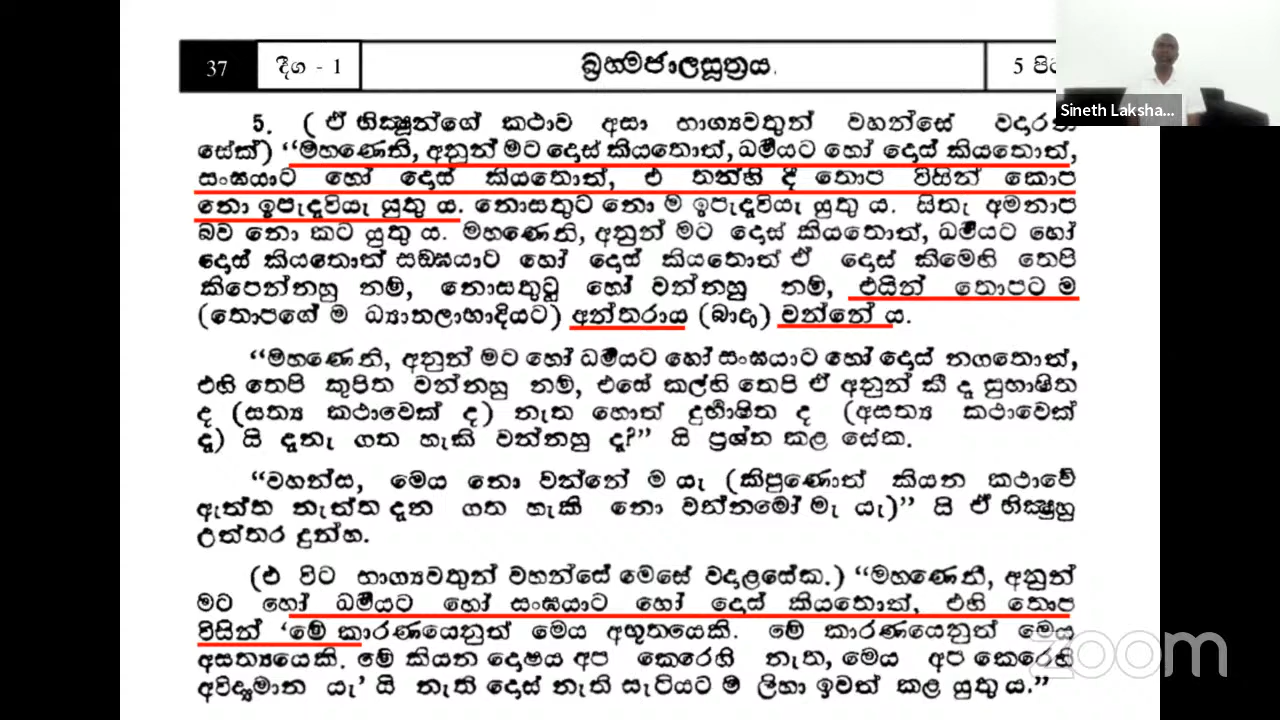 37 දීඝ - 1 බ්‍රහ්මජාලසූත්‍රය. 5
Sineth Laksha...
5. (ඒ භික්‍ෂූන්ගේ කථාව අසා භාග්‍යවතුන් වහන්සේ
සේක්) “මහණෙනි, අනුන් මට දොස් කියතොත්, ධර්‍මයට හෝ දොස් කියතොත්,
සංඝයාට හෝ දොස් කියතොත්, එ තන්හි දී තොප විසින් කොප
නො ඉපැදැවියැ යුතු ය. නොසතුට නො ම ඉපැදැවියැ යුතු ය. සිතැ අමනාප
බව නො කට යුතු ය. මහණෙනි, අනුන් මට දොස් කියතොත්, ධර්‍මයට හෝ
දොස් කියතොත් සඞ්ඝයාට හෝ දොස් කියතොත් ඒ දොස් කිමෙහි තෙපි
කිපෙන්නහු නම්, නොසතුටු හෝ වන්නහු නම්, එයින් තොපට ම
(තොපගේ ම ධ්‍යානලාභාදියට) අන්තරාය (බාධා) වන්නේ ය.
“මහණෙනි, අනුන් මට හෝ ධර්‍මයට හෝ සංඝයාට හෝ දොස් නගතොත්,
එහි තෙපි කුපිත වන්නහු නම්, එසේ කල්හි තෙපි ඒ අනුන් කී දෑ සුභාෂිත
ද (සත්‍ය කථාවෙක් ද) නැත හොත් දුර්‍භාෂිත ද (අසත්‍ය කථාවෙක්
දැ) යි දැනැ ගත හැකි වන්නහු දැ?” යි ප්‍රශ්න කළ සේක.
“වහන්ස, මෙය නො වන්නේ ම යැ (කිපුණොත් කියන කථාවේ
ඇත්ත නැත්ත දැන ගත හැකි නො වන්නමෝ මැ යැ)” යි ඒ භික්‍ෂුහු
උත්තර දුන්හ.
(එ විට භාග්‍යවතුන් වහන්සේ මෙසේ වදාළසේක.) “මහණෙනී, අනුන්
මට හෝ ධර්‍මයට හෝ සංඝයාට හෝ දොස් කියතොත්, එහි තොප
විසින් ‘මේ කාරණයෙනුත් මෙය අභූතයෙකි. මේ කාරණයෙනුත් මෙය
අසත්‍යයෙකි. මේ කියන දොෂය අප කෙරෙහි නැත, මෙය අප කෙරෙහි
අවිද්‍යමාන යැ’ යි නැති දොස් නැති සැටියට ම ලිහා ඉවත් කළ යුතු ය.”
zoom